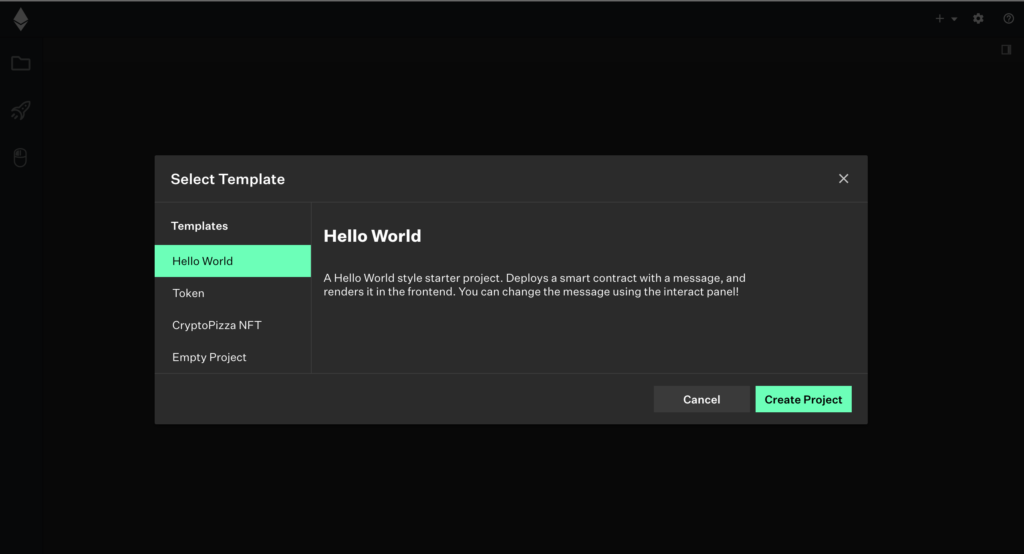 Select Template
Templates
Hello World
Token
CryptoPizza NFT
Empty Project
Hello World
A Hello World style starter project. Deploys a smart contract with a message, and
renders it in the frontend. You can change the message using the interact panel!
Cancel
Create Project